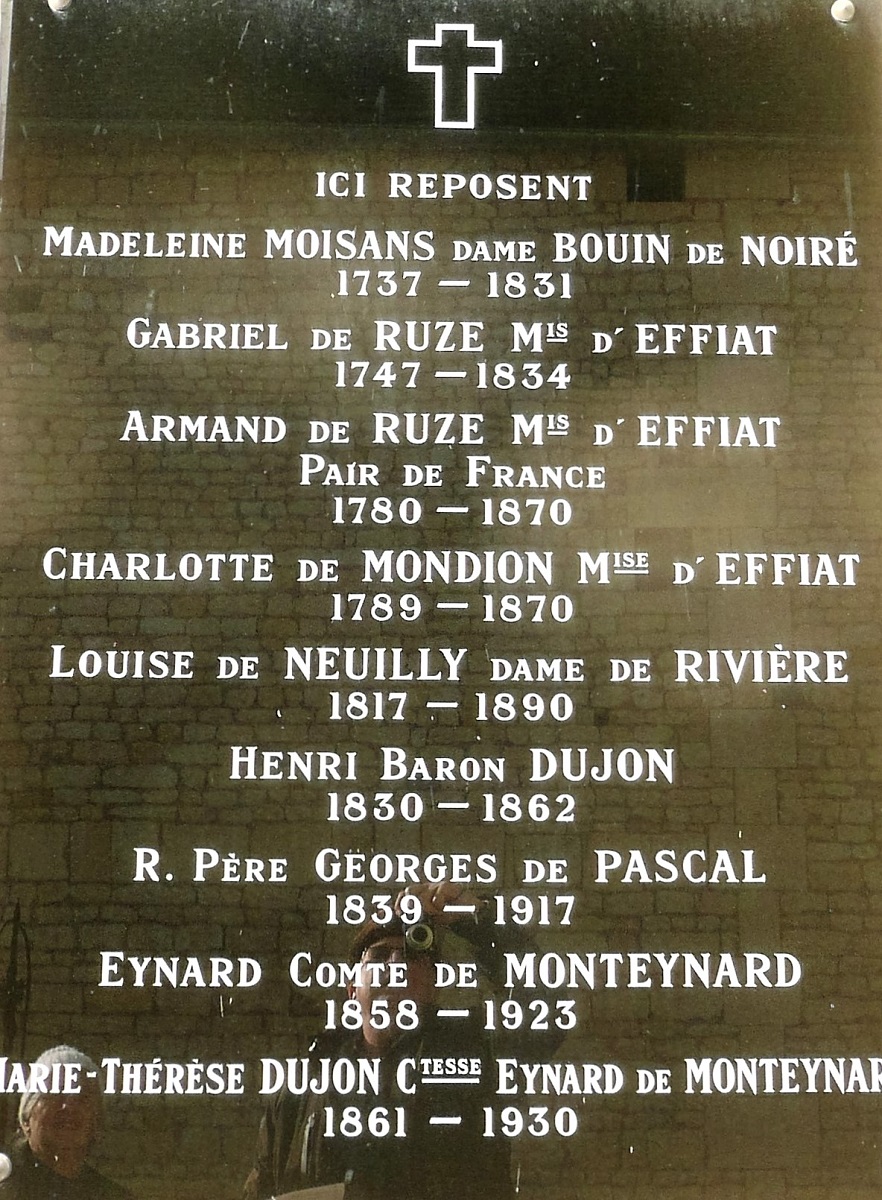 ICI REPOSENT
MADELEINE MOISANS DAME BOUIN DE NOIRÉ
1737 — 1831
GABRIEL DE RUZE MIS D'EFFIAT
1747 — 1834
ARMAND DE RUZE MIS D'EFFIAT
PAIR DE FRANCE
1780 — 1870
CHARLOTTE DE MONDION MISE D'EFFIAT
1789 — 1870
LOUISE DE NEUILLY DAME DE RIVIÈRE
1817 — 1890
HENRI BARON DUJON
1830 — 1862
R. PÈRE GEORGES DE PASCAL
1839 — 1917
EYNARD COMTE DE MONTEYNARD
1858 — 1923
MARIE-THÉRÈSE DUJON CTESSE EYNARD DE MONTEYNAR
1861 — 1930